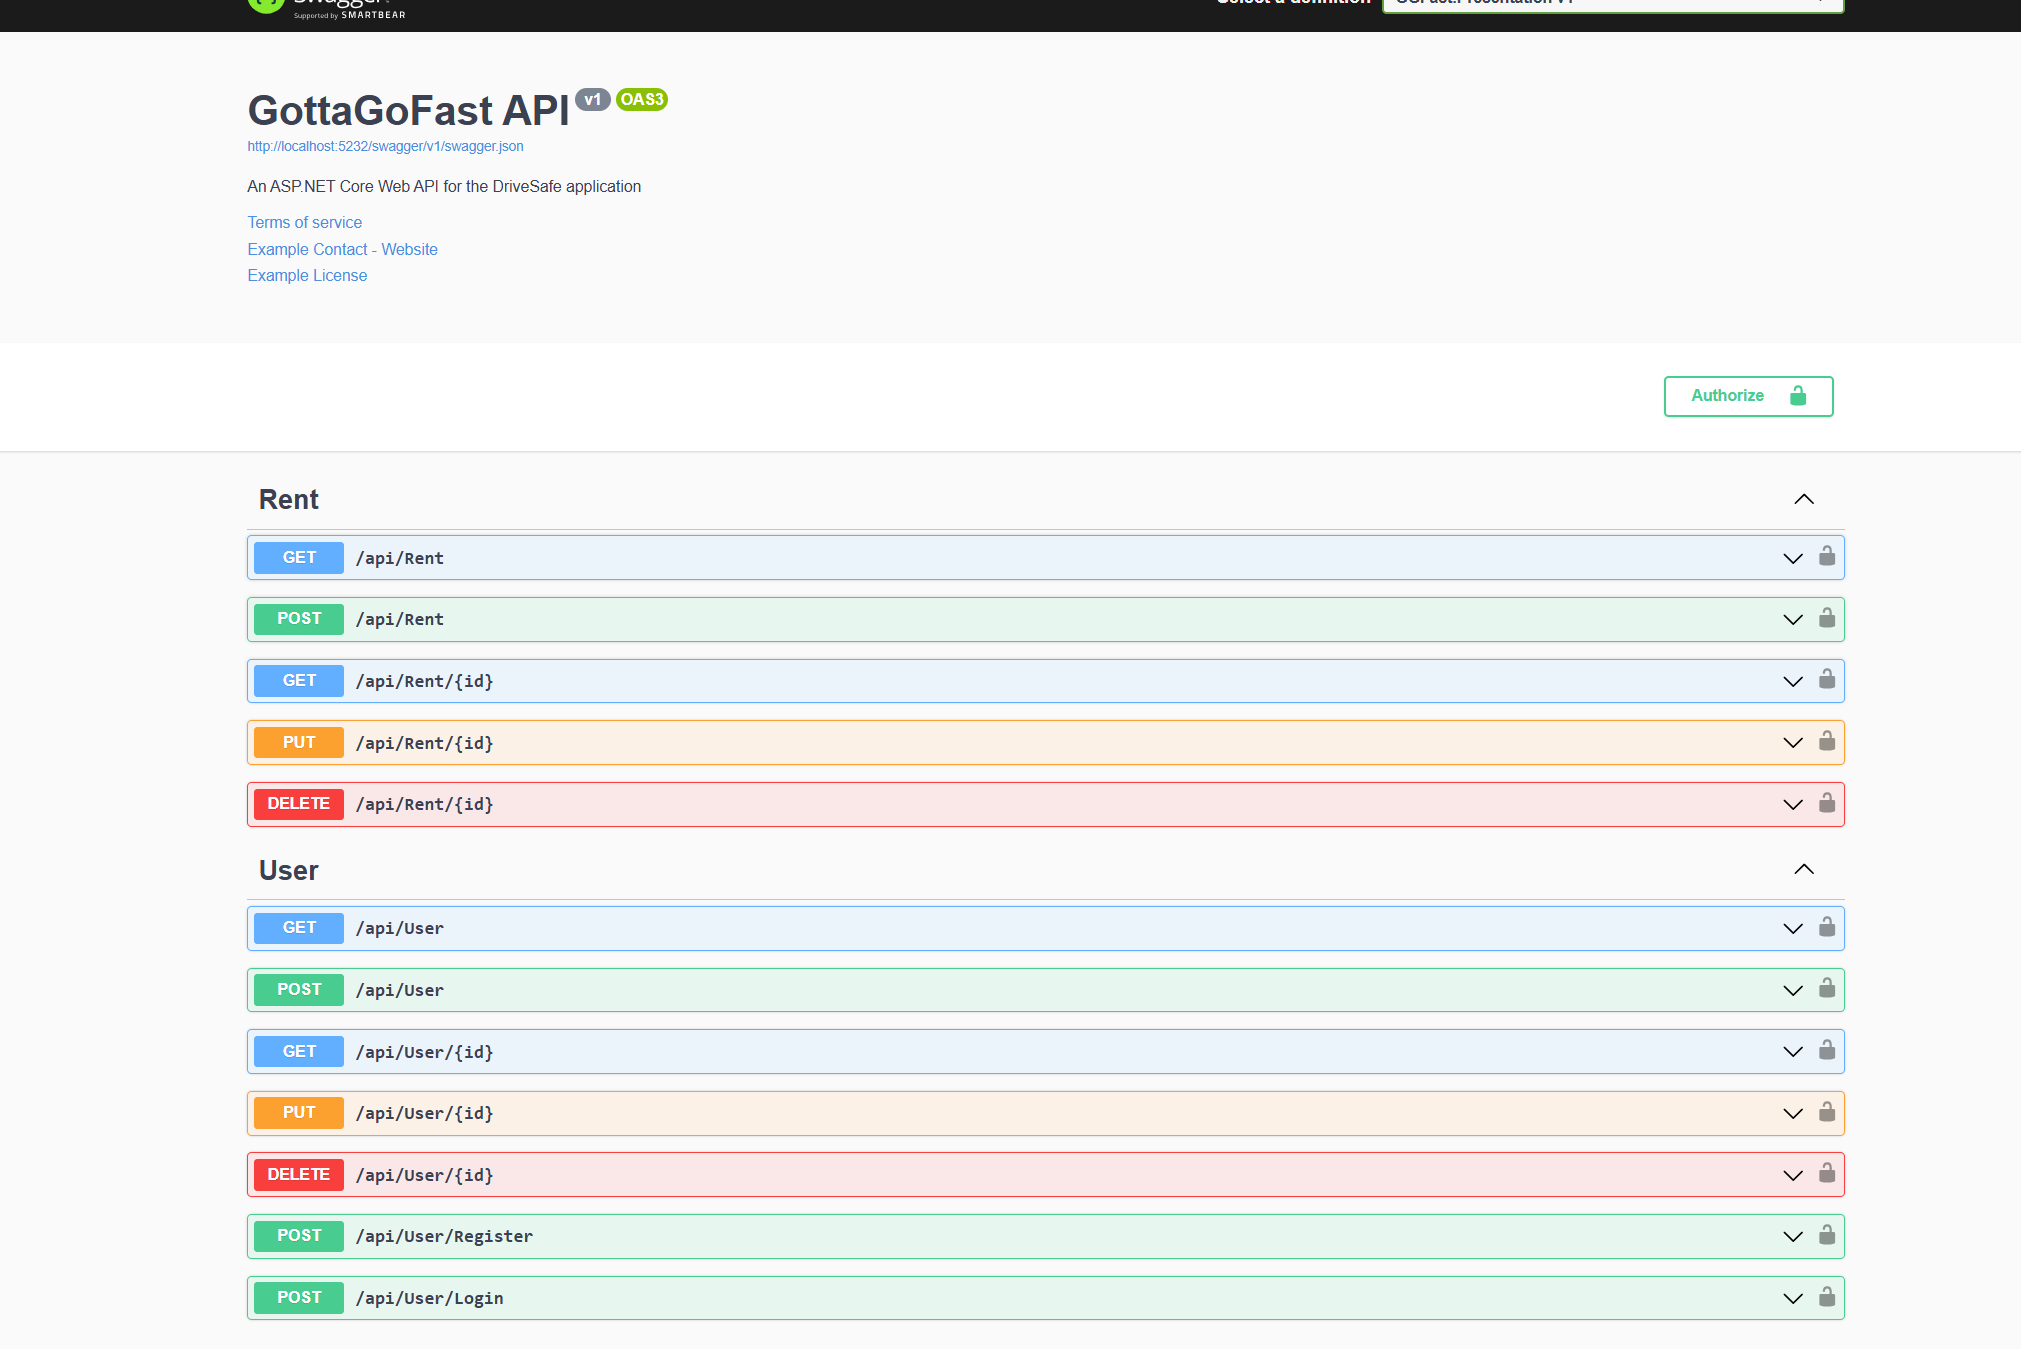 Supported by SMARTBEAR
GottaGoFast API v1 OAS3
http://localhost:5232/swagger/v1/swagger.json
An ASP.NET Core Web API for the DriveSafe application
Terms of service
Example Contact - Website
Example License
Authorize
Rent
GET /api/Rent
POST /api/Rent
GET /api/Rent/{id}
PUT /api/Rent/{id}
DELETE /api/Rent/{id}
User
GET /api/User
POST /api/User
GET /api/User/{id}
PUT /api/User/{id}
DELETE /api/User/{id}
POST /api/User/Register
POST /api/User/Login